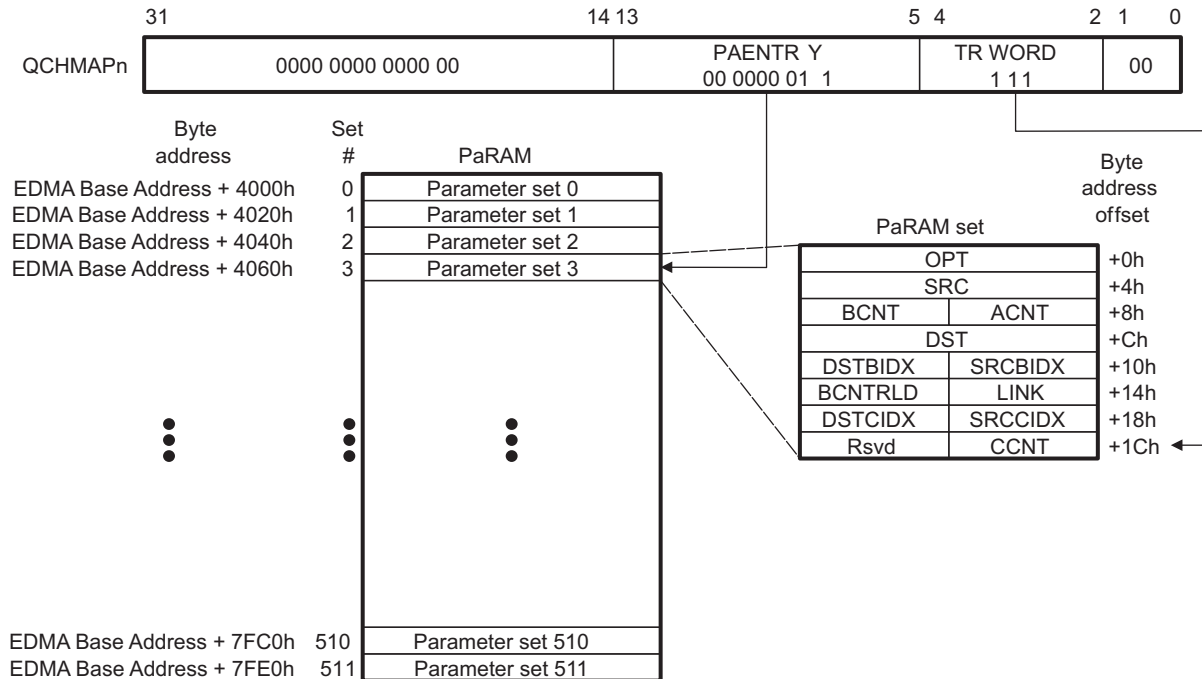 31 14 13 5 4 2 1 0
QCHMAPn 0000 0000 0000 00 PAENTR Y TR WORD 00
00 0000 01 1 1 11
Byte Set
address # PaRAM
EDMA Base Address + 4000h 0 Parameter set 0
EDMA Base Address + 4020h 1 Parameter set 1
EDMA Base Address + 4040h 2 Parameter set 2
EDMA Base Address + 4060h 3 Parameter set 3
Byte
address
offset
PaRAM set
OPT +0h
SRC +4h
BCNT ACNT +8h
DST +Ch
DSTBIDX SRCBIDX +10h
BCNTRLD LINK +14h
DSTCIDX SRCCIDX +18h
Rsvd CCNT +1Ch
EDMA Base Address + 7FC0h 510 Parameter set 510
EDMA Base Address + 7FE0h 511 Parameter set 511